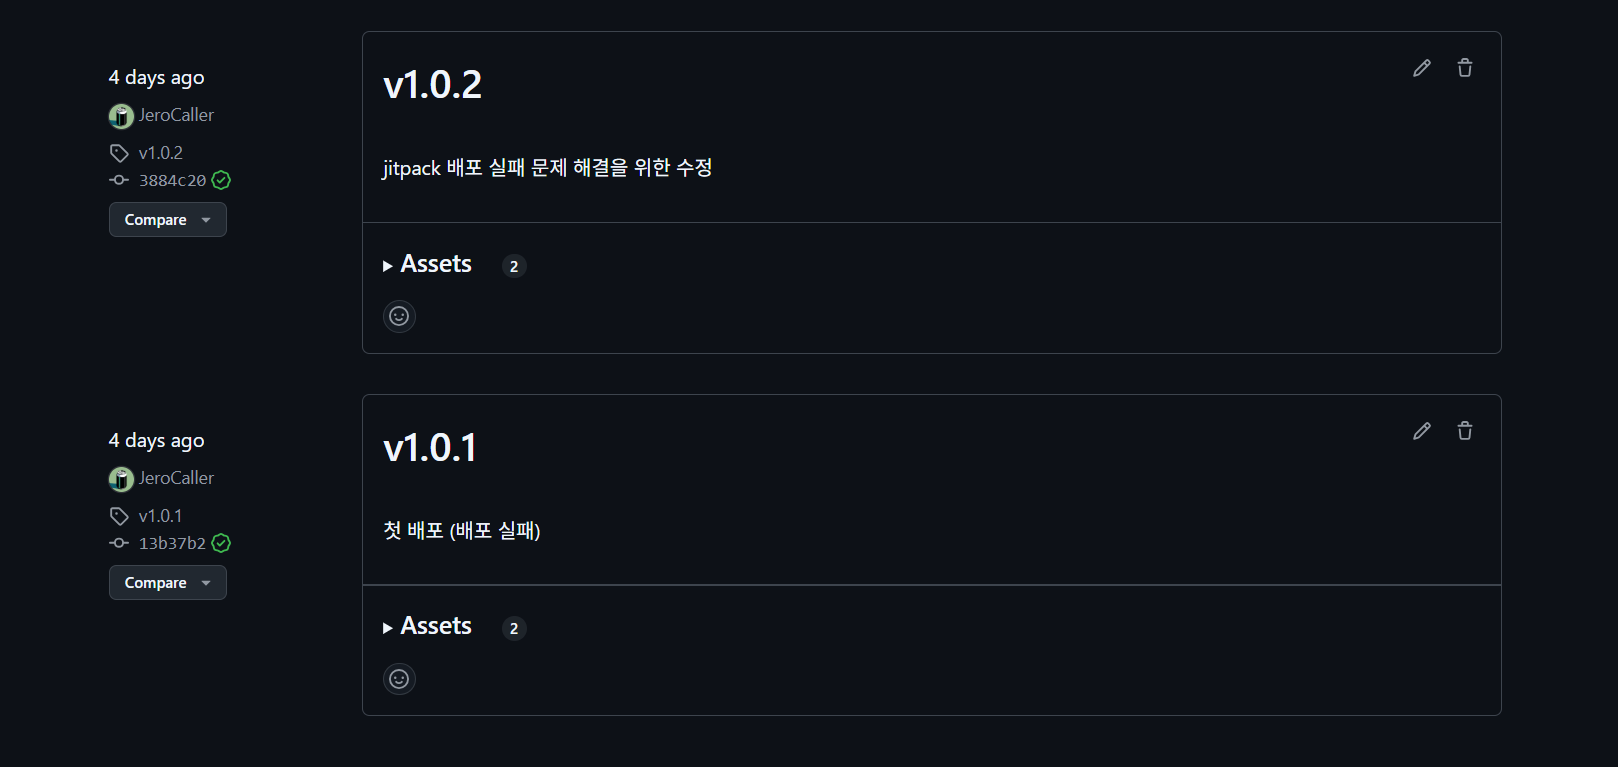 4 days ago
JeroCaller
v1.0.2
3884c20
Compare
v1.0.2
jitpack 배포 실패 문제 해결을 위한 수정
Assets 2
4 days ago
JeroCaller
v1.0.1
13b37b2
Compare
v1.0.1
첫 배포 (배포 실패)
Assets 2